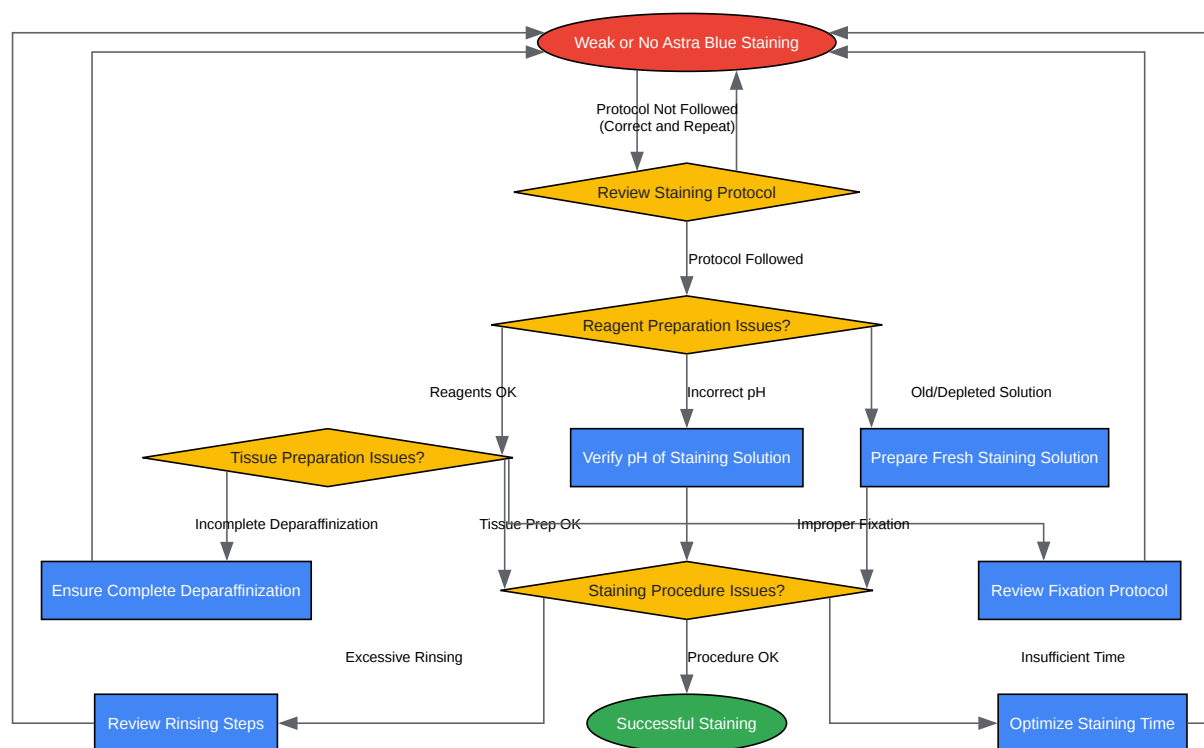 Weak or No Astra Blue Staining
Protocol Not Followed
(Correct and Repeat)
Review Staining Protocol
Protocol Followed
Reagent Preparation Issues?
Reagents OK
Incorrect pH
Old/Depleted Solution
Tissue Preparation Issues?
Verify pH of Staining Solution
Prepare Fresh Staining Solution
Incomplete Deparaffinization
Tissue Prep OK
Improper Fixation
Ensure Complete Deparaffinization
Staining Procedure Issues?
Review Fixation Protocol
Excessive Rinsing
Procedure OK
Insufficient Time
Review Rinsing Steps
Successful Staining
Optimize Staining Time